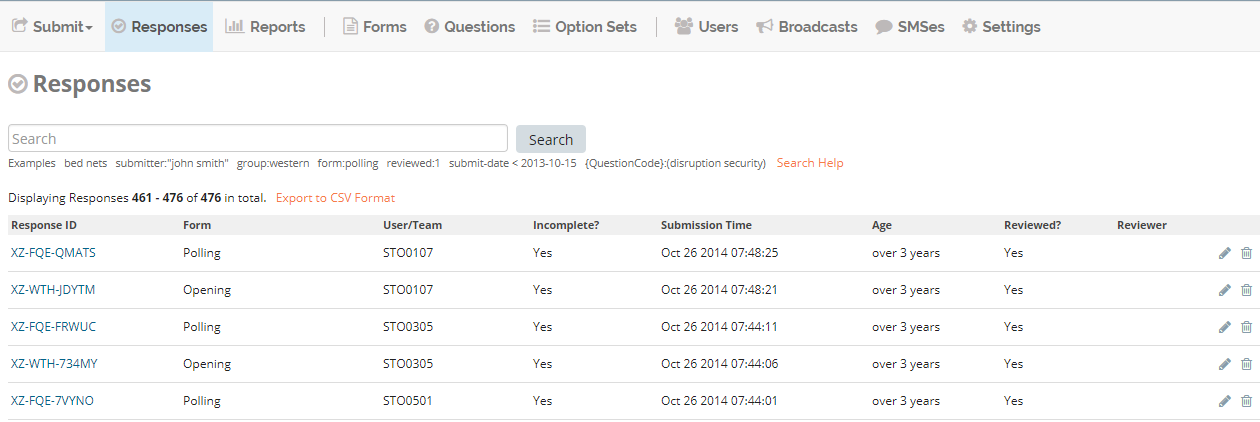 Submit Responses Reports Forms Questions Option Sets Users Broadcasts SMSes Settings
Responses
Search Search
Examples bed nets submitter:"john smith" group:western form:polling reviewed:1 submit-date < 2013-10-15 {QuestionCode}:(disruption security) Search Help
Displaying Responses 461 - 476 of 476 in total. Export to CSV Format
Response ID Form User/Team Incomplete? Submission Time Age Reviewed? Reviewer
XZ-FQE-QMATS Polling STO0107 Yes Oct 26 2014 07:48:25 over 3 years Yes
XZ-WTH-JDYTM Opening STO0107 Yes Oct 26 2014 07:48:21 over 3 years Yes
XZ-FQE-FRWUC Polling STO0305 Yes Oct 26 2014 07:44:11 over 3 years Yes
XZ-WTH-734MY Opening STO0305 Yes Oct 26 2014 07:44:06 over 3 years Yes
XZ-FQE-7VYNO Polling STO0501 Yes Oct 26 2014 07:44:01 over 3 years Yes